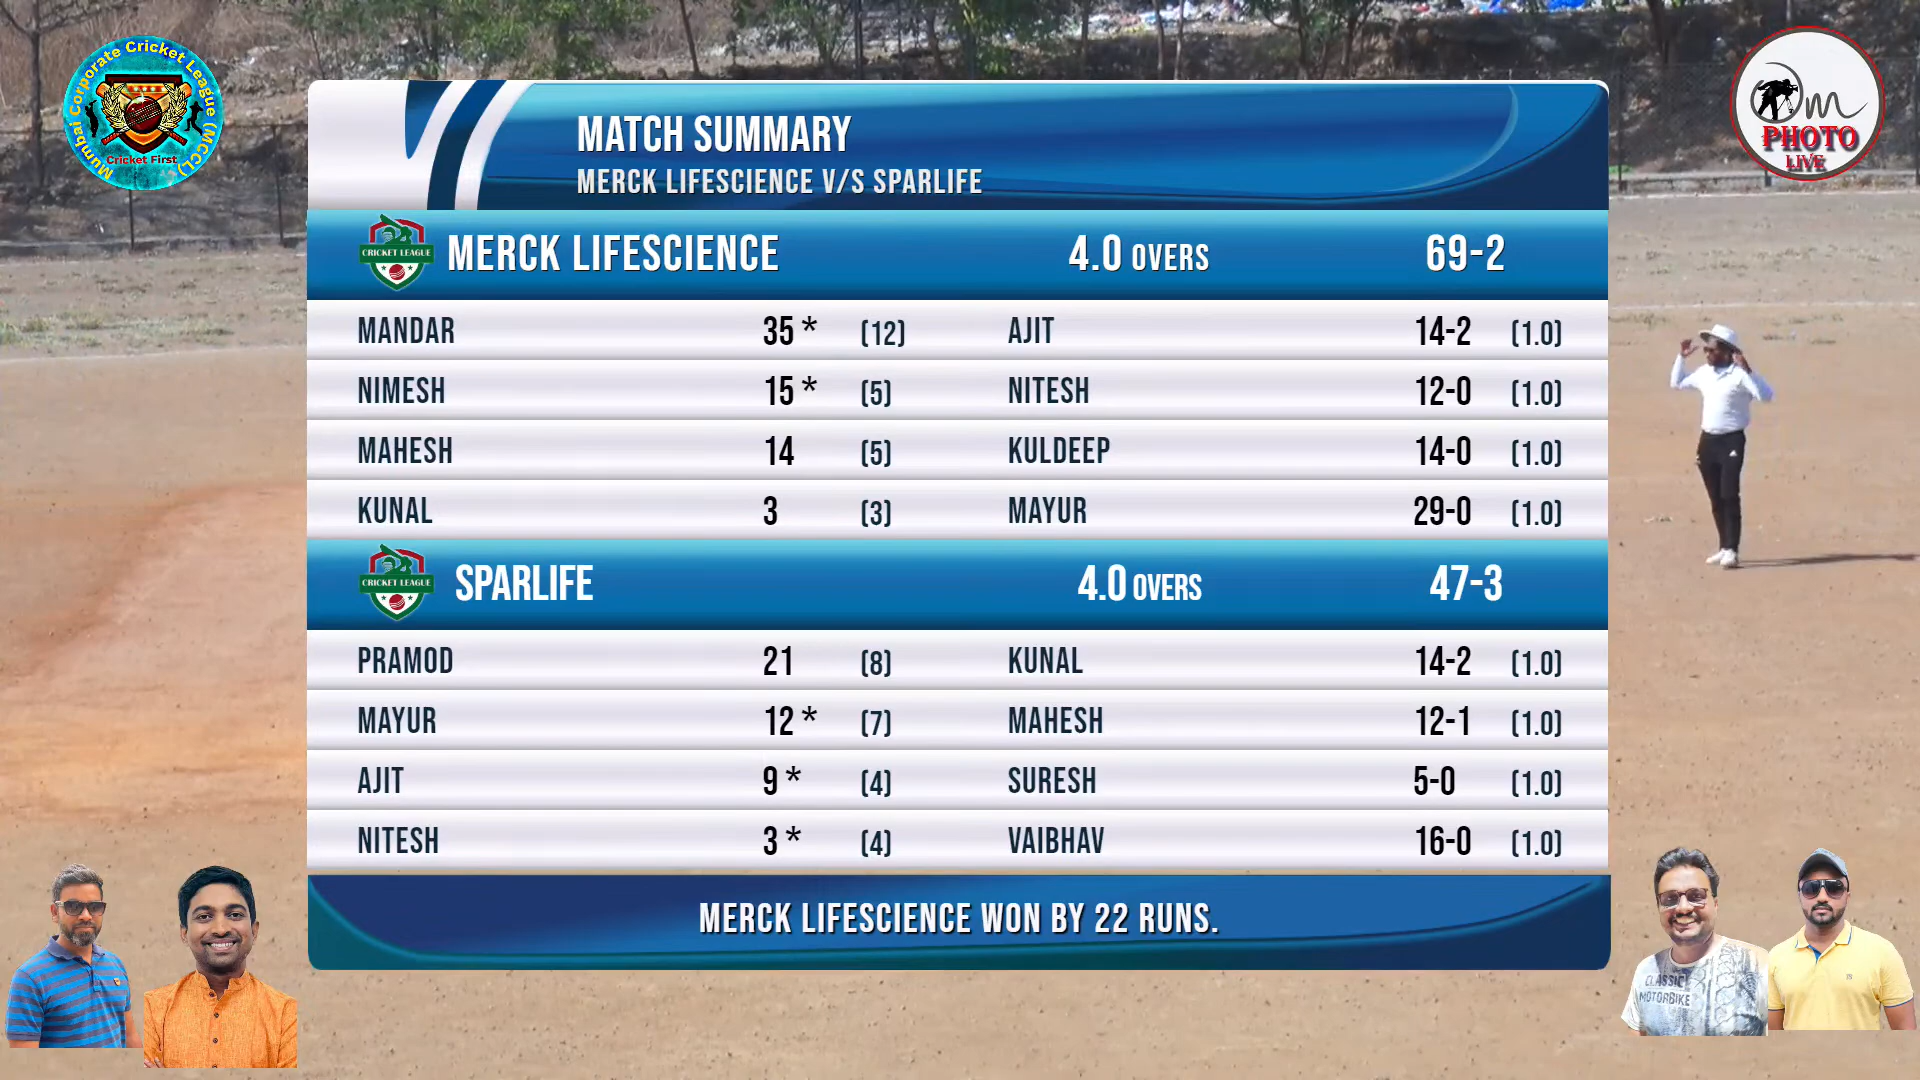 Mumbai Corporate Cricket League (MCCL)
Cricket First
Om
PHOTO
LIVE
MATCH SUMMARY
MERCK LIFESCIENCE V/S SPARLIFE
CRICKET LEAGUE
MERCK LIFESCIENCE 4.0 OVERS 69-2
MANDAR 35 * (12) AJIT 14-2 (1.0)
NIMESH 15 * (5) NITESH 12-0 (1.0)
MAHESH 14 (5) KULDEEP 14-0 (1.0)
KUNAL 3 (3) MAYUR 29-0 (1.0)
CRICKET LEAGUE
SPARLIFE 4.0 OVERS 47-3
PRAMOD 21 (8) KUNAL 14-2 (1.0)
MAYUR 12 * (7) MAHESH 12-1 (1.0)
AJIT 9 * (4) SURESH 5-0 (1.0)
NITESH 3 * (4) VAIBHAV 16-0 (1.0)
MERCK LIFESCIENCE WON BY 22 RUNS.
CLASSIC
MOTORBIKE